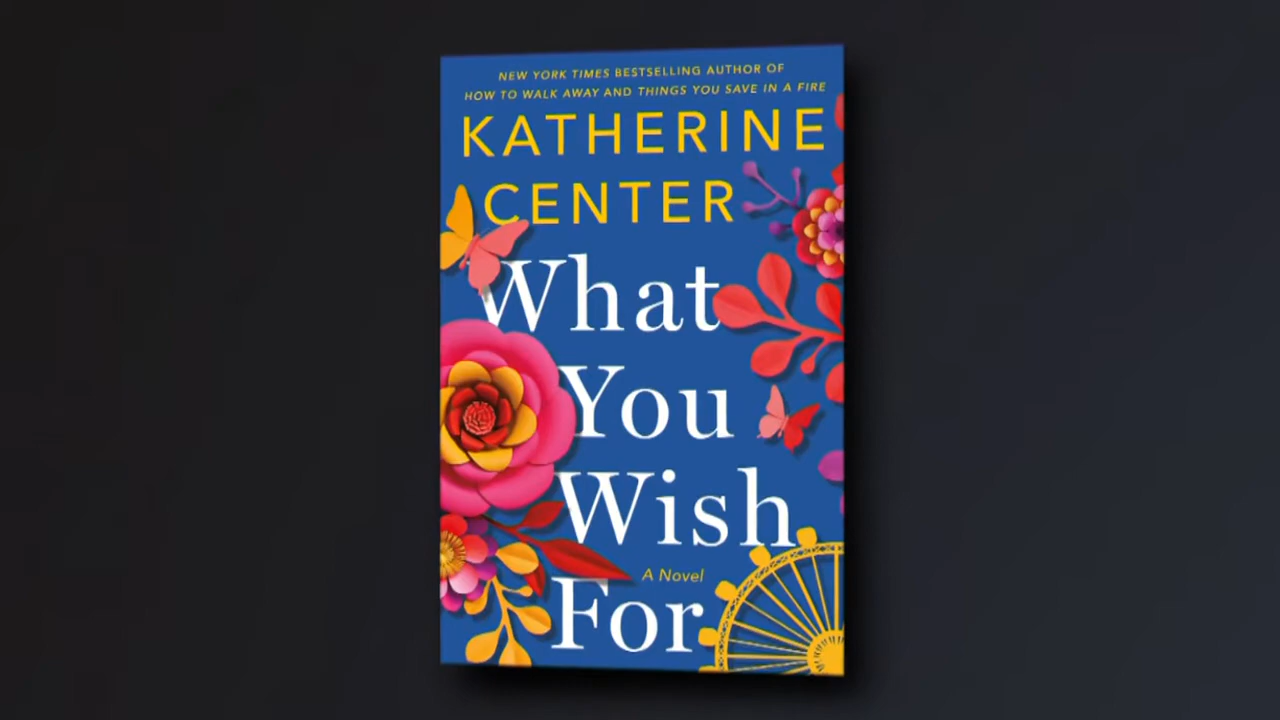 NEW YORK TIMES BESTSELLING AUTHOR OF
HOW TO WALK AWAY AND THINGS YOU SAVE IN A FIRE
KATHERINE
CENTER
What
You
Wish
A Novel
For